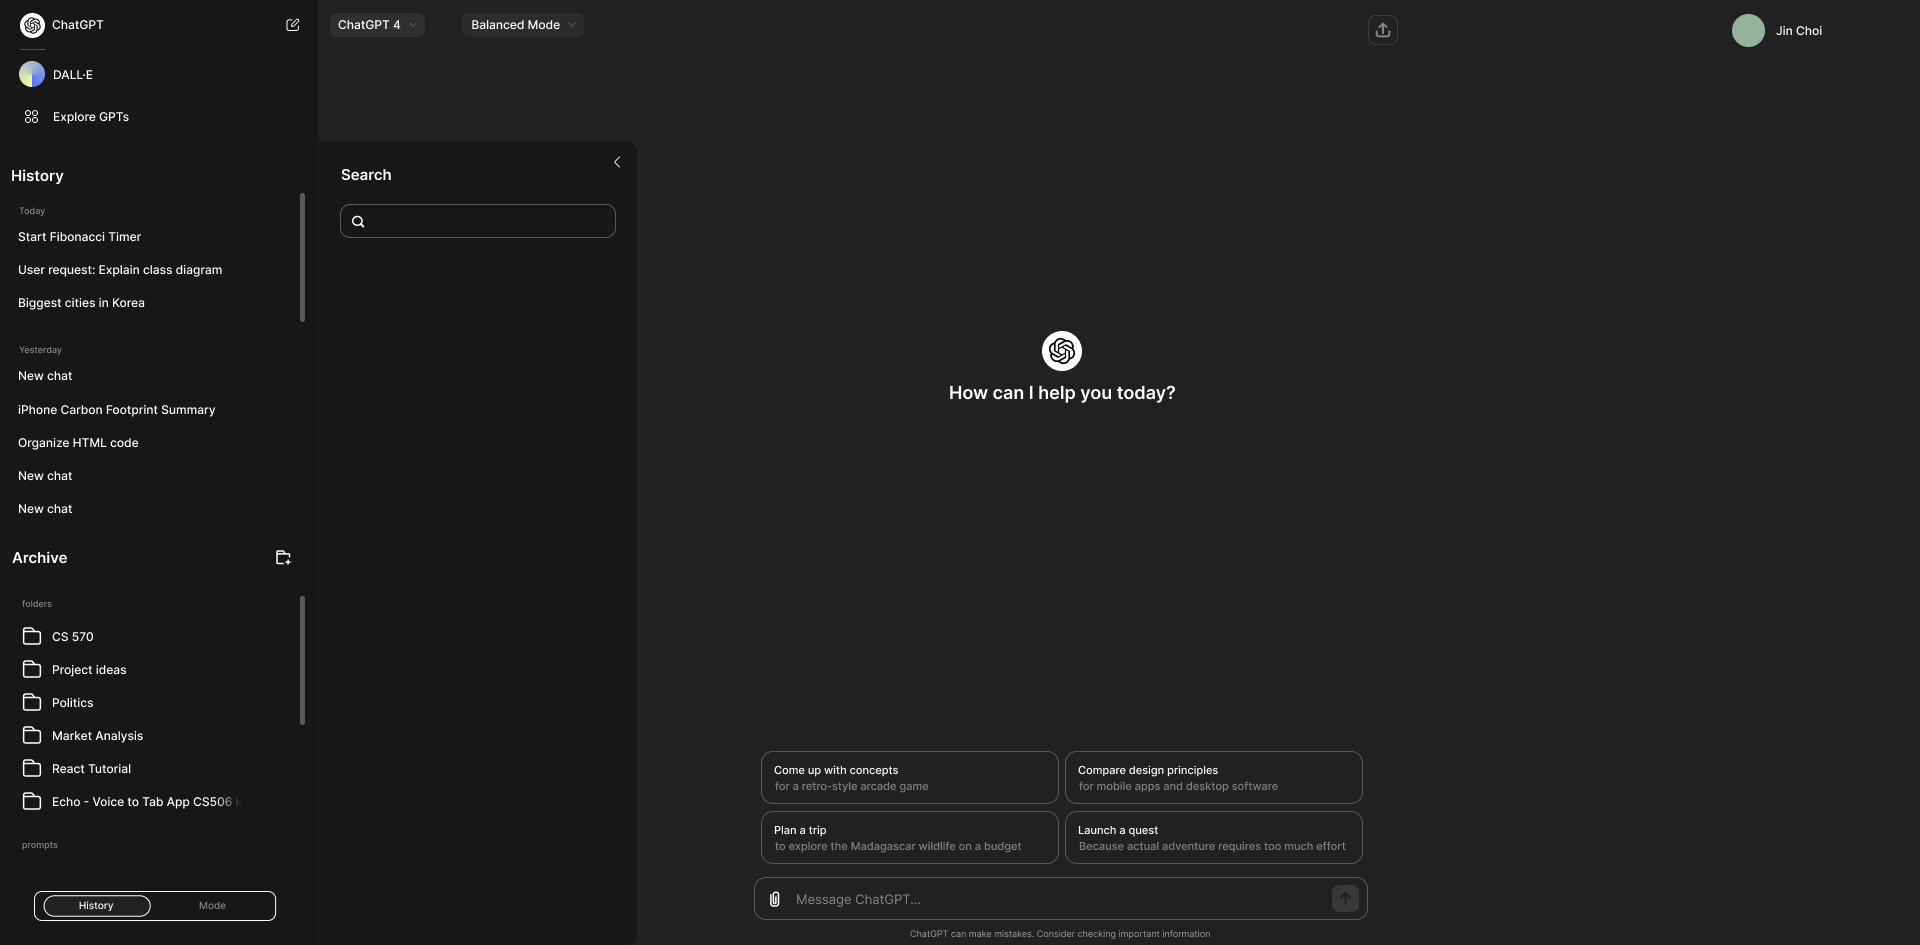 ChatGPT
DALL·E
Explore GPTs
History
Today
Start Fibonacci Timer
User request: Explain class diagram
Biggest cities in Korea
Yesterday
New chat
iPhone Carbon Footprint Summary
Organize HTML code
New chat
New chat
Archive
folders
CS 570
Project ideas
Politics
Market Analysis
React Tutorial
Echo - Voice to Tab App CS506
prompts
History
Mode
ChatGPT 4
Balanced Mode
Jin Choi
Search
How can I help you today?
Come up with concepts
for a retro-style arcade game
Compare design principles
for mobile apps and desktop software
Plan a trip
to explore the Madagascar wildlife on a budget
Launch a quest
Because actual adventure requires too much effort
Message ChatGPT...
ChatGPT can make mistakes. Consider checking important information